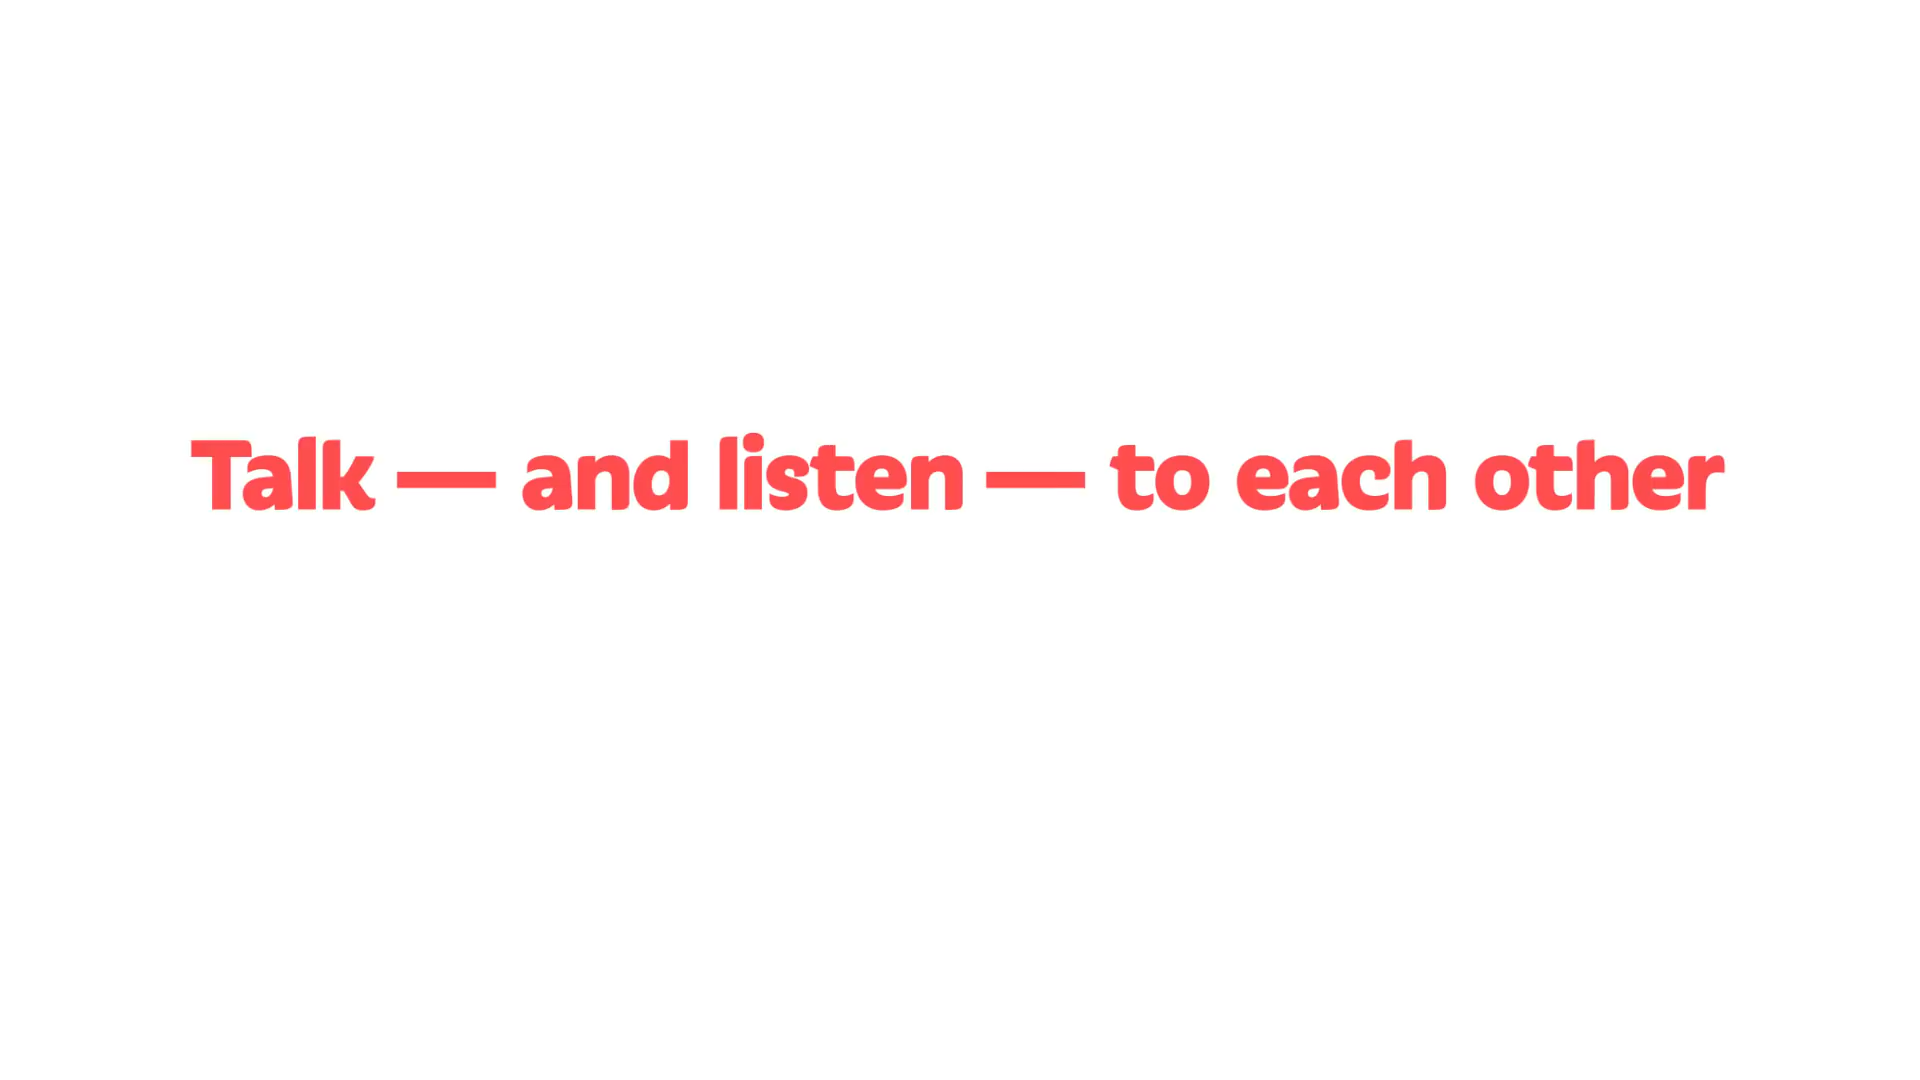 Talk — and listen — to each other